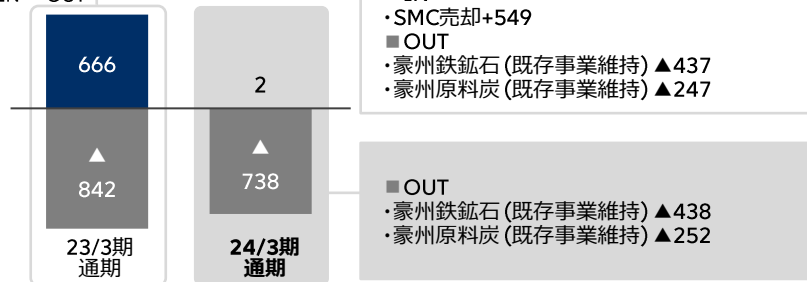 666
▲
842
23/3期
通期
2
▲
738
24/3期
通期
・SMC売却+549
■OUT
・豪州鉄鉱石 (既存事業維持) ▲437
・豪州原料炭 (既存事業維持) ▲247
■OUT
・豪州鉄鉱石 (既存事業維持) ▲438
・豪州原料炭 (既存事業維持) ▲252